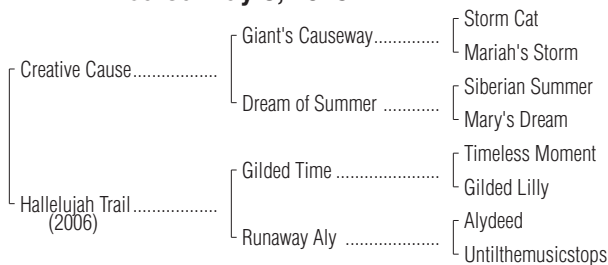 Storm Cat
Giant's Causeway..............
Mariah's Storm
Creative Cause..................
Siberian Summer
Dream of Summer ............
Mary's Dream
Timeless Moment
Gilded Time ......................
Gilded Lilly
Hallelujah Trail..................
(2006)
Alydeed
Runaway Aly ....................
Untilthemusicstops